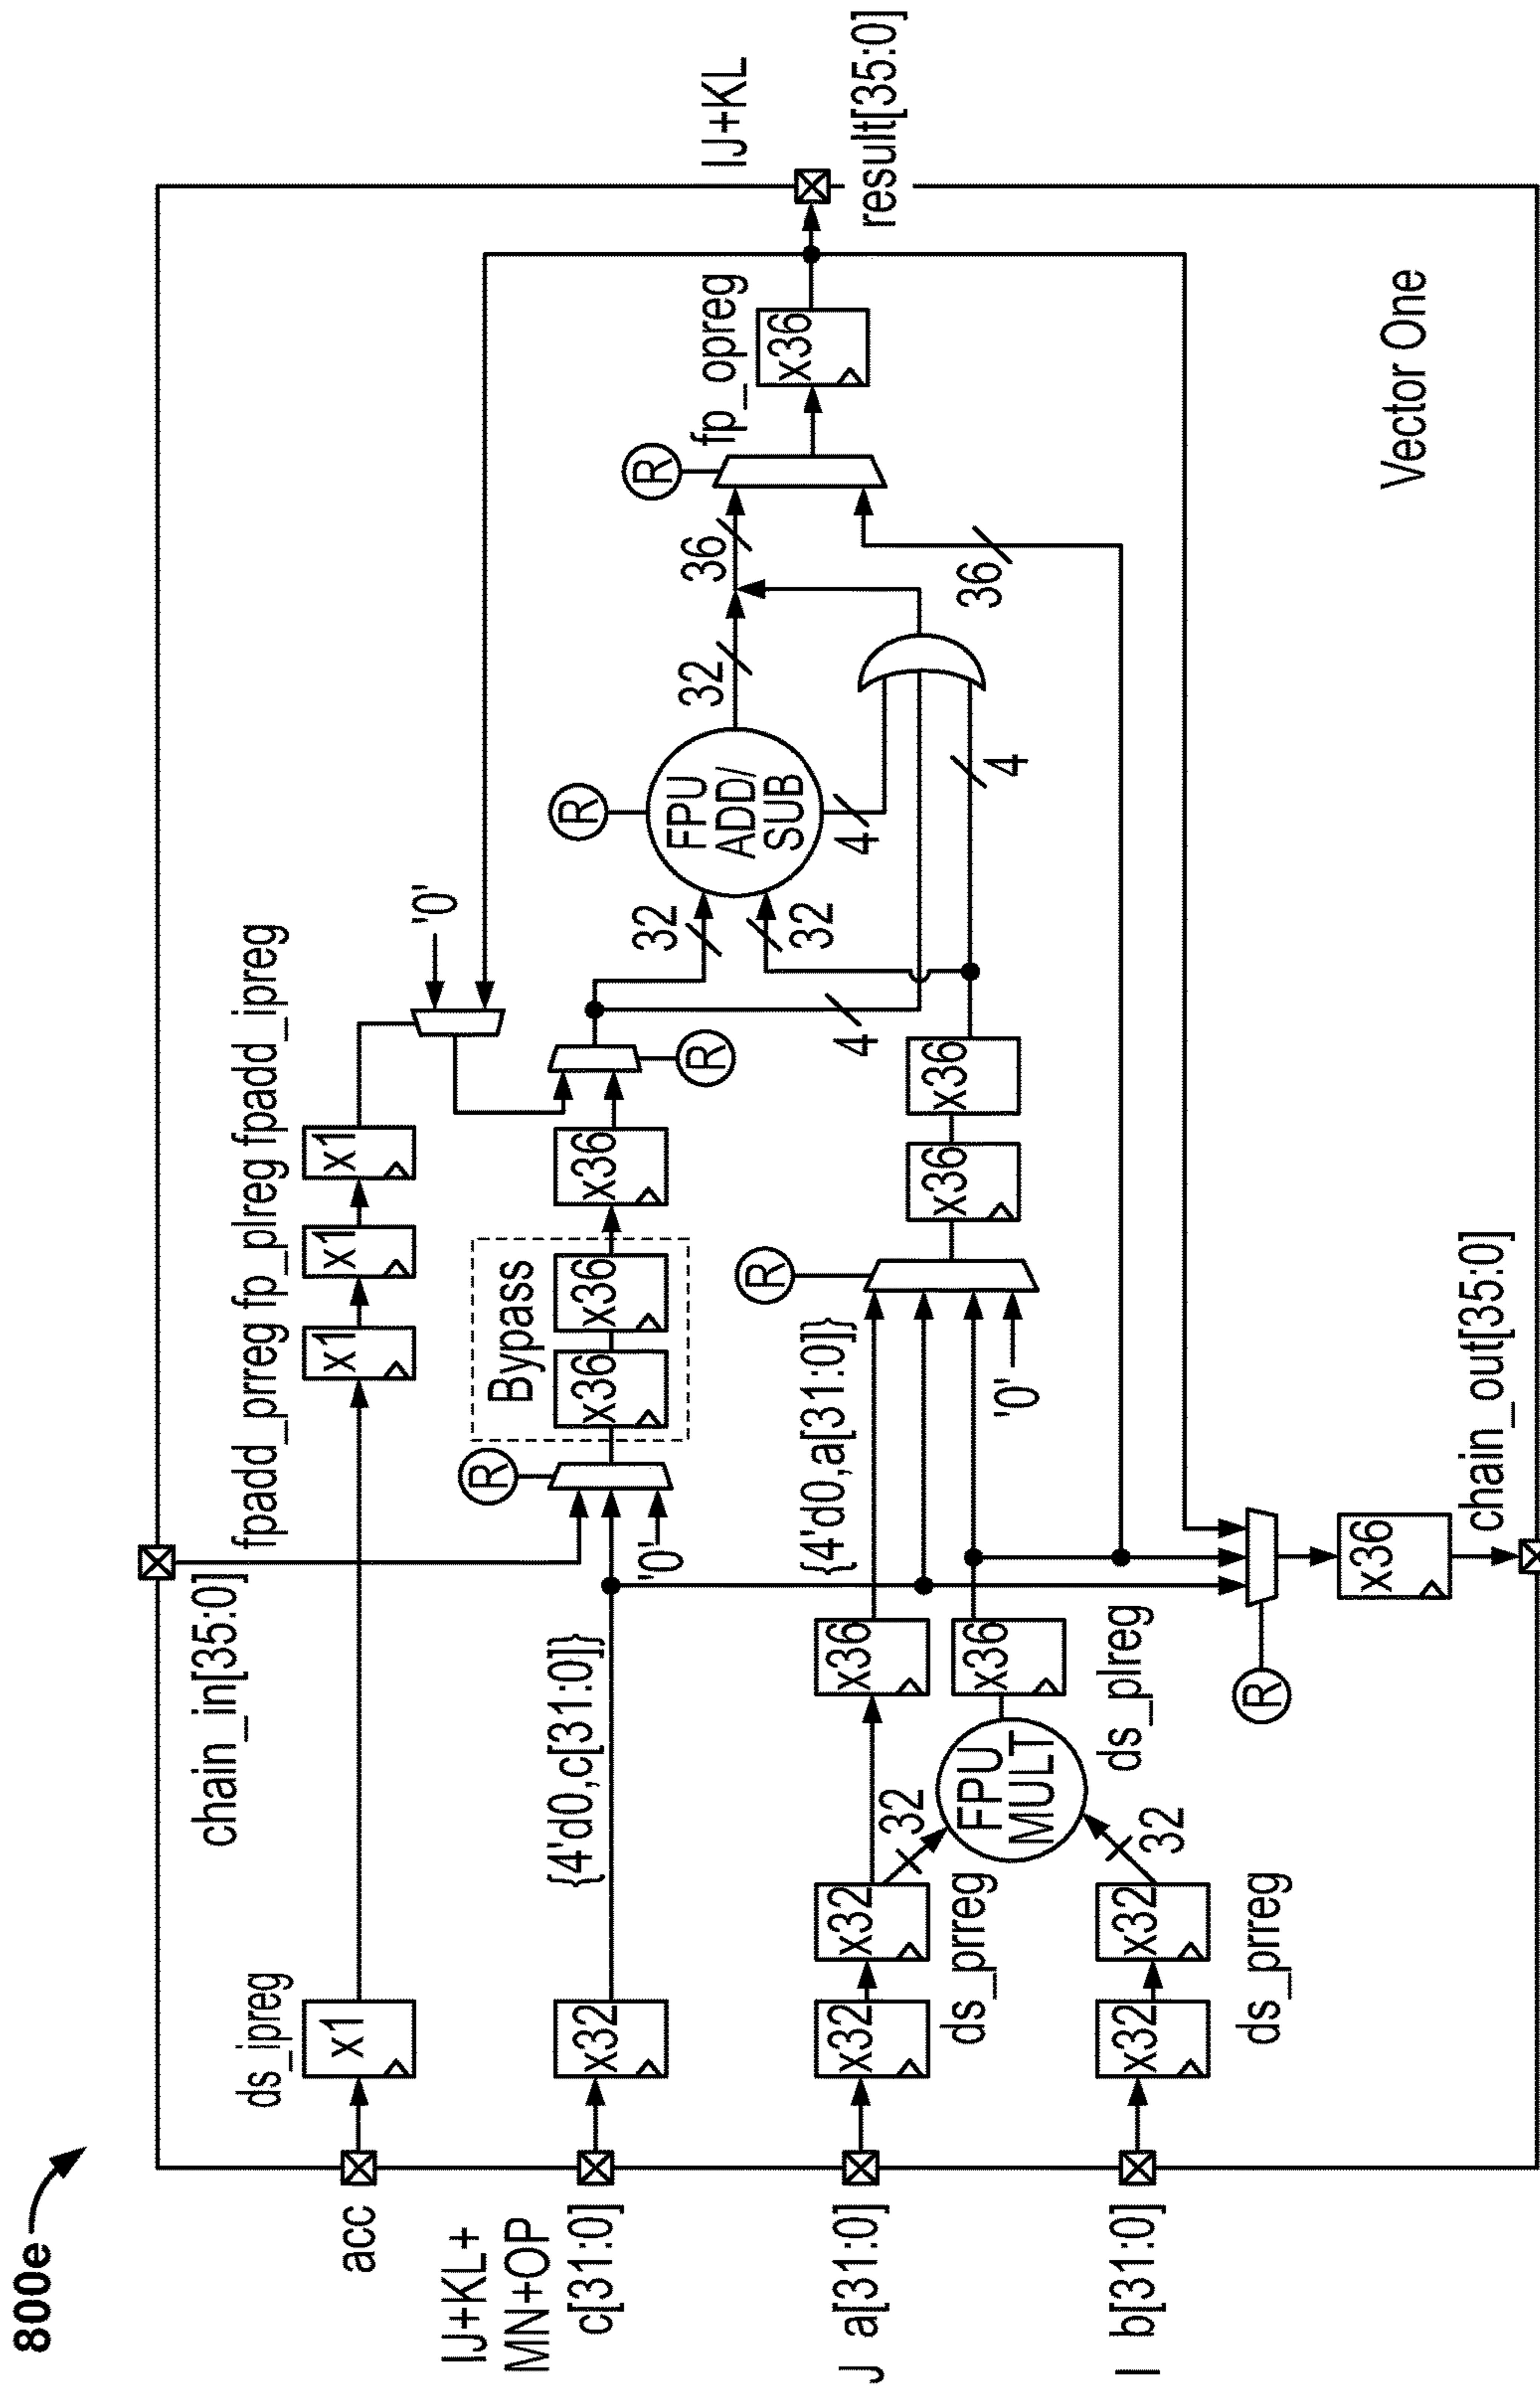 800e
chain_in[35:0]
acc
ds_ipreg
x1
fpadd_prreg
fp_plreg
fpadd_ipreg
x1
x1
x1
'0'
IJ+KL+
MN+OP
c[31:0]
x32
{4'd0,c[31:0]}
'0'
R
Bypass
x36
x36
x36
R
32
4
R
FPU
ADD/
SUB
32
4
4
32
36
36
R
fp_opreg
x36
IJ+KL
result[35:0]
J
a[31:0]
x32
x32
ds_prreg
x36
{4'd0,a[31:0]}
32
FPU
MULT
x36
ds_plreg
'0'
R
x36
x36
I
b[31:0]
x32
x32
ds_prreg
32
R
x36
chain_out[35:0]
Vector One